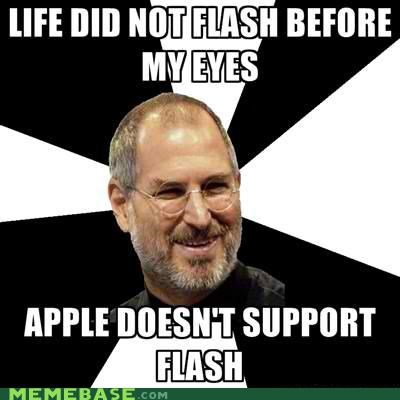 LIFE DID NOT FLASH BEFORE
MY EYES
APPLE DOESN'T SUPPORT
FLASH
MEMEBASE.COM